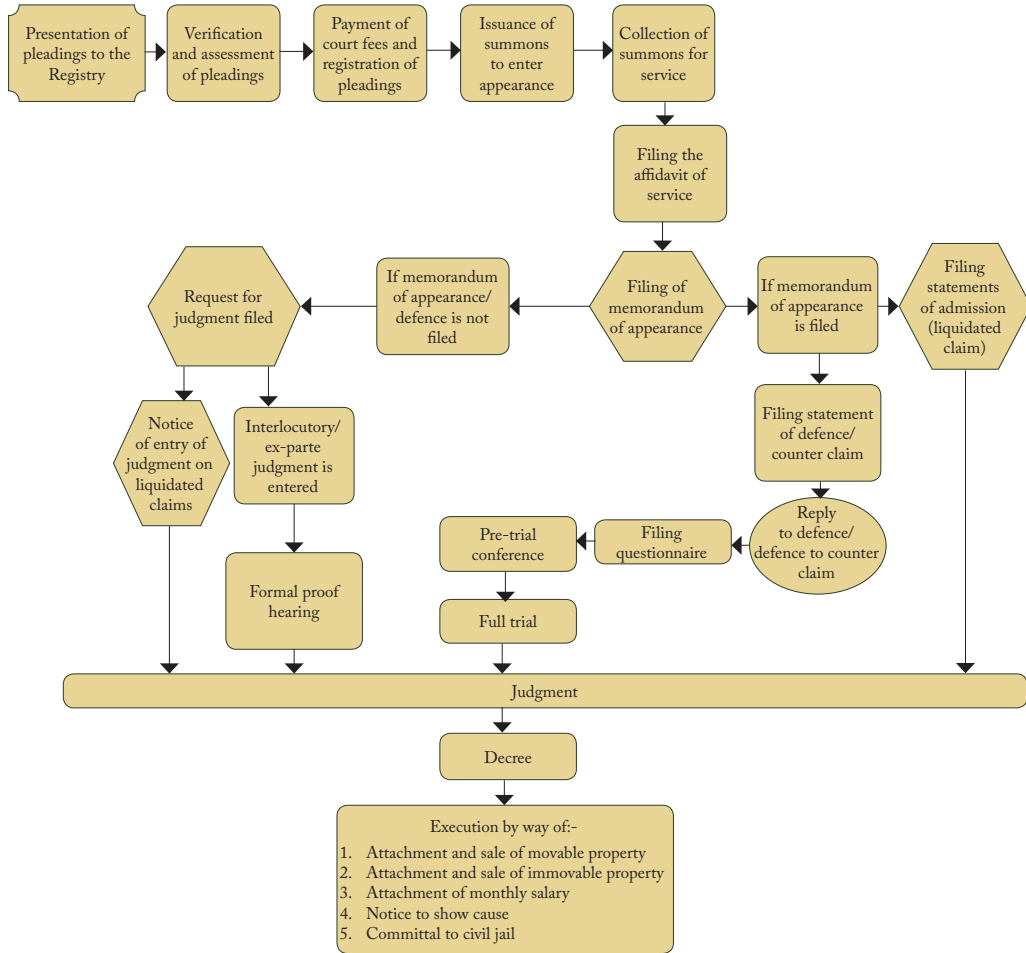 Presentation of
pleadings to the
Registry
Verification
and assessment
of pleadings
Payment of
court fees and
registration of
pleadings
Issuance of
summons
to enter
appearance
Collection of
summons for
service
Filing the
affidavit of
service
Request for
judgment filed
If memorandum
of appearance/
defence is not
filed
Filing of
memorandum
of appearance
If memorandum
of appearance
is filed
Filing
statements
of admission
(liquidated
claim)
Notice
of entry of
judgment on
liquidated
claims
Interlocutory/
ex-parte
judgment is
entered
Filing statement
of defence/
counter claim
Reply
to defence/
defence to counter
claim
Filing
questionnaire
Pre-trial
conference
Formal proof
hearing
Full trial
Judgment
Decree
Execution by way of:-
1. Attachment and sale of movable property
2. Attachment and sale of immovable property
3. Attachment of monthly salary
4. Notice to show cause
5. Committal to civil jail